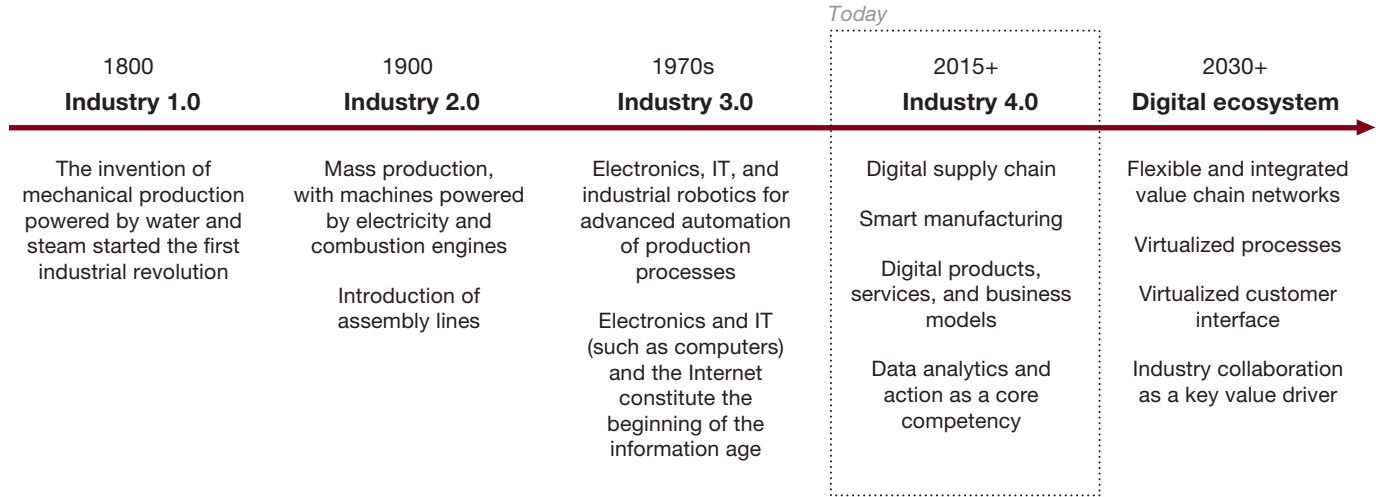 Today
1800
Industry 1.0
The invention of
mechanical production
powered by water and
steam started the first
industrial revolution
1900
Industry 2.0
Mass production,
with machines powered
by electricity and
combustion engines
Introduction of
assembly lines
1970s
Industry 3.0
Electronics, IT, and
industrial robotics for
advanced automation
of production
processes
Electronics and IT
(such as computers)
and the Internet
constitute the
beginning of the
information age
2015+
Industry 4.0
Digital supply chain
Smart manufacturing
Digital products,
services, and business
models
Data analytics and
action as a core
competency
2030+
Digital ecosystem
Flexible and integrated
value chain networks
Virtualized processes
Virtualized customer
interface
Industry collaboration
as a key value driver